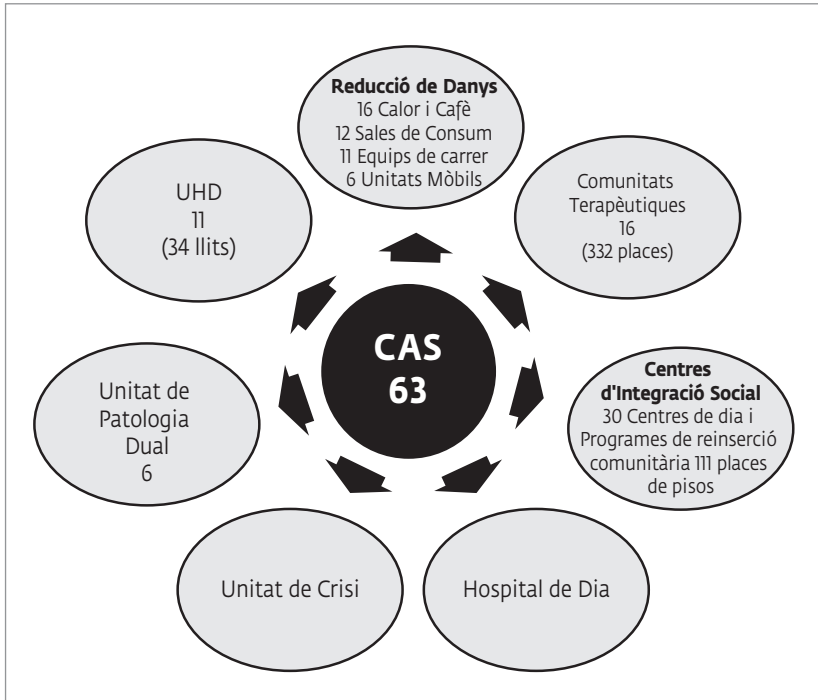 Reducció de Danys
16 Calor i Cafè
12 Sales de Consum
11 Equips de carrer
6 Unitats Mòbils
UHD
11
(34 llits)
Comunitats
Terapèutiques
16
(332 places)
CAS
63
Unitat de
Patologia
Dual
6
Centres
d'Integració Social
30 Centres de dia i
Programes de reinserció
comunitària 111 places
de pisos
Unitat de Crisi
Hospital de Dia